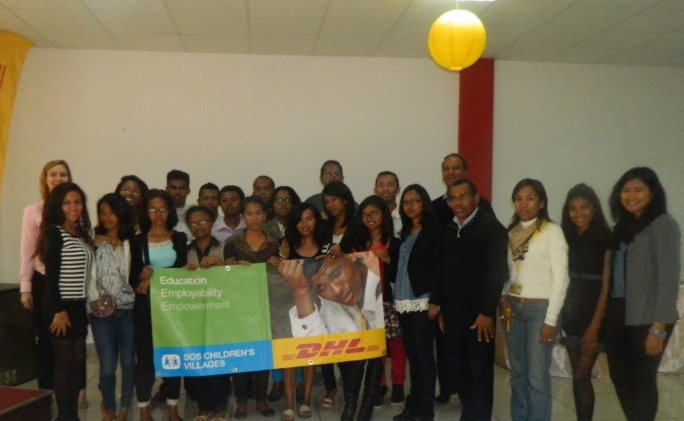 Education
Employability
Empowerment
SOS CHILDREN'S
VILLAGES
DHL